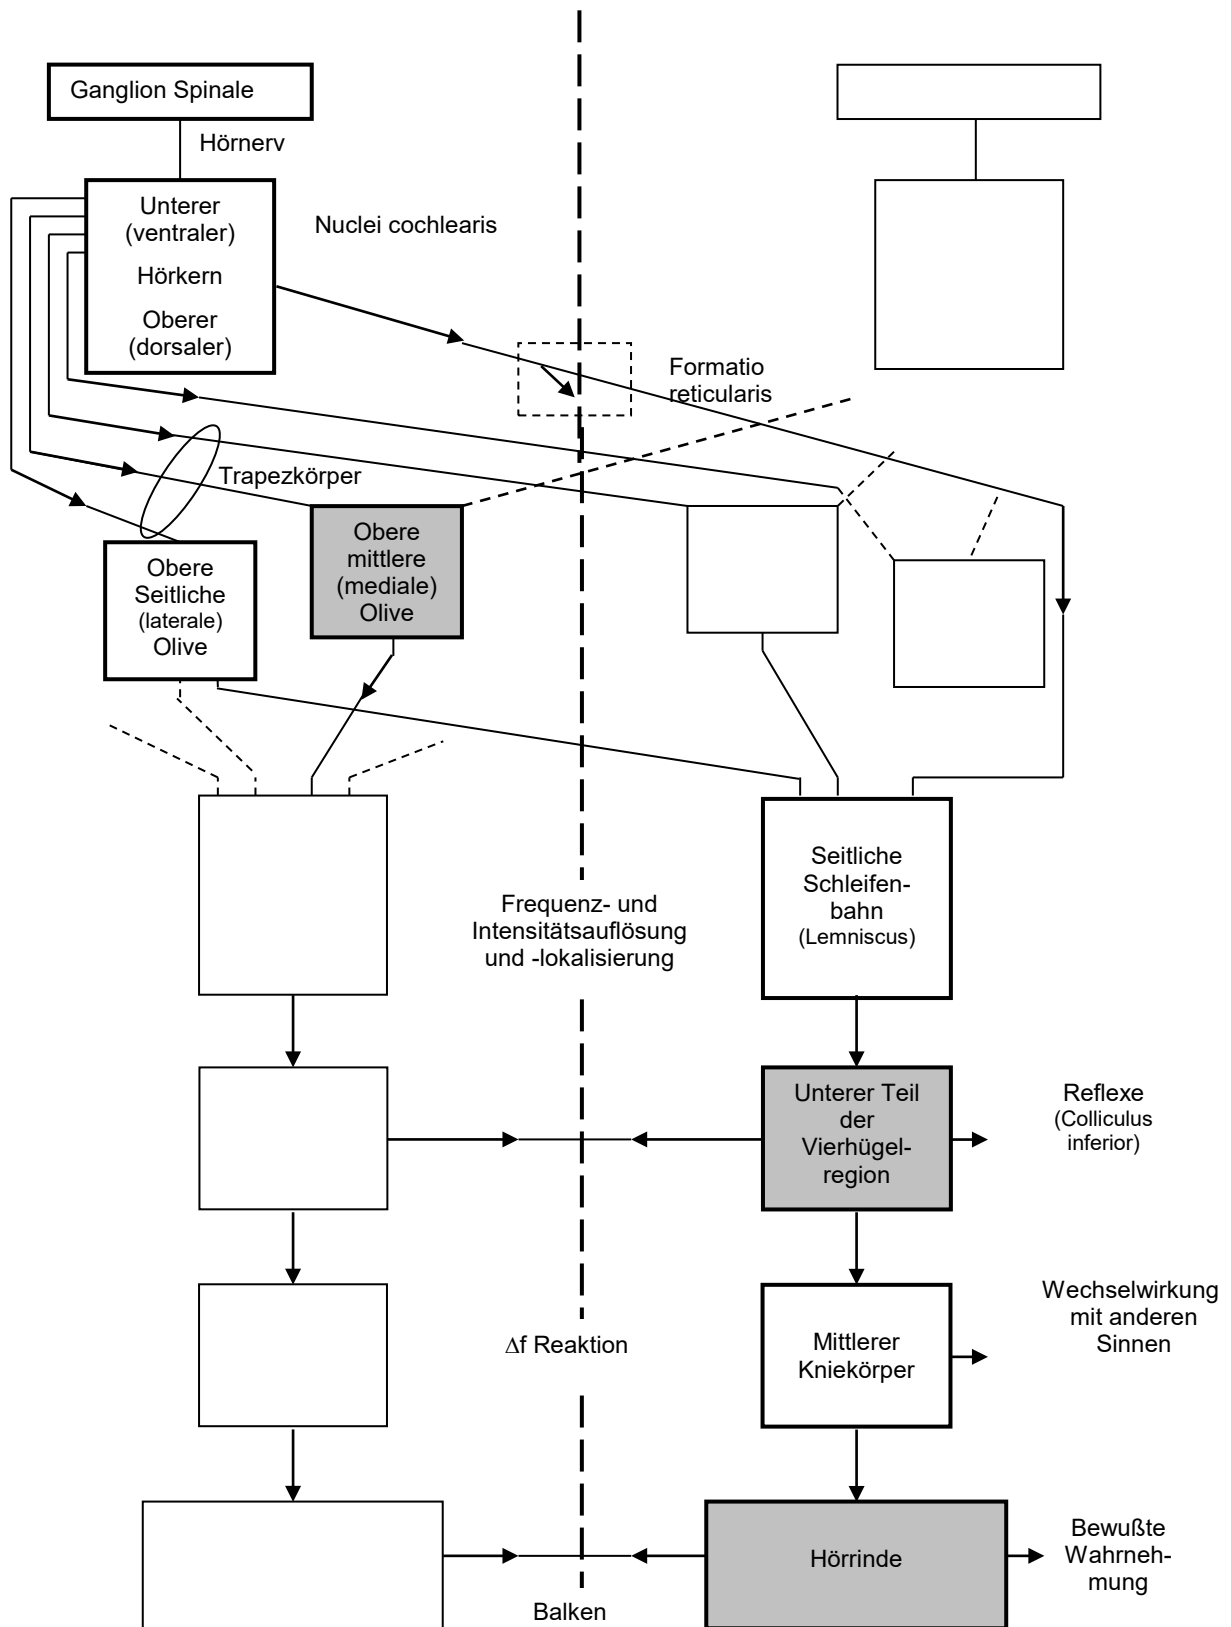 Ganglion Spinale
Hörnerv
Unterer
(ventraler)
Hörkern
Oberer
(dorsaler)
Nuclei cochlearis
Formatio
reticularis
Trapezkörper
Obere
mittlere
(mediale)
Olive
Obere
Seitliche
(laterale)
Olive
Seitliche
Schleifen-
bahn
(Lemniscus)
Frequenz- und
Intensitätsauflösung
und -lokalisierung
Unterer Teil
der
Vierhügel-
region
Reflexe
(Colliculus
inferior)
Wechselwirkung
mit anderen
Sinnen
Δf Reaktion
Mittlerer
Kniekörper
Hörrinde
Bewußte
Wahrneh-
mung
Balken